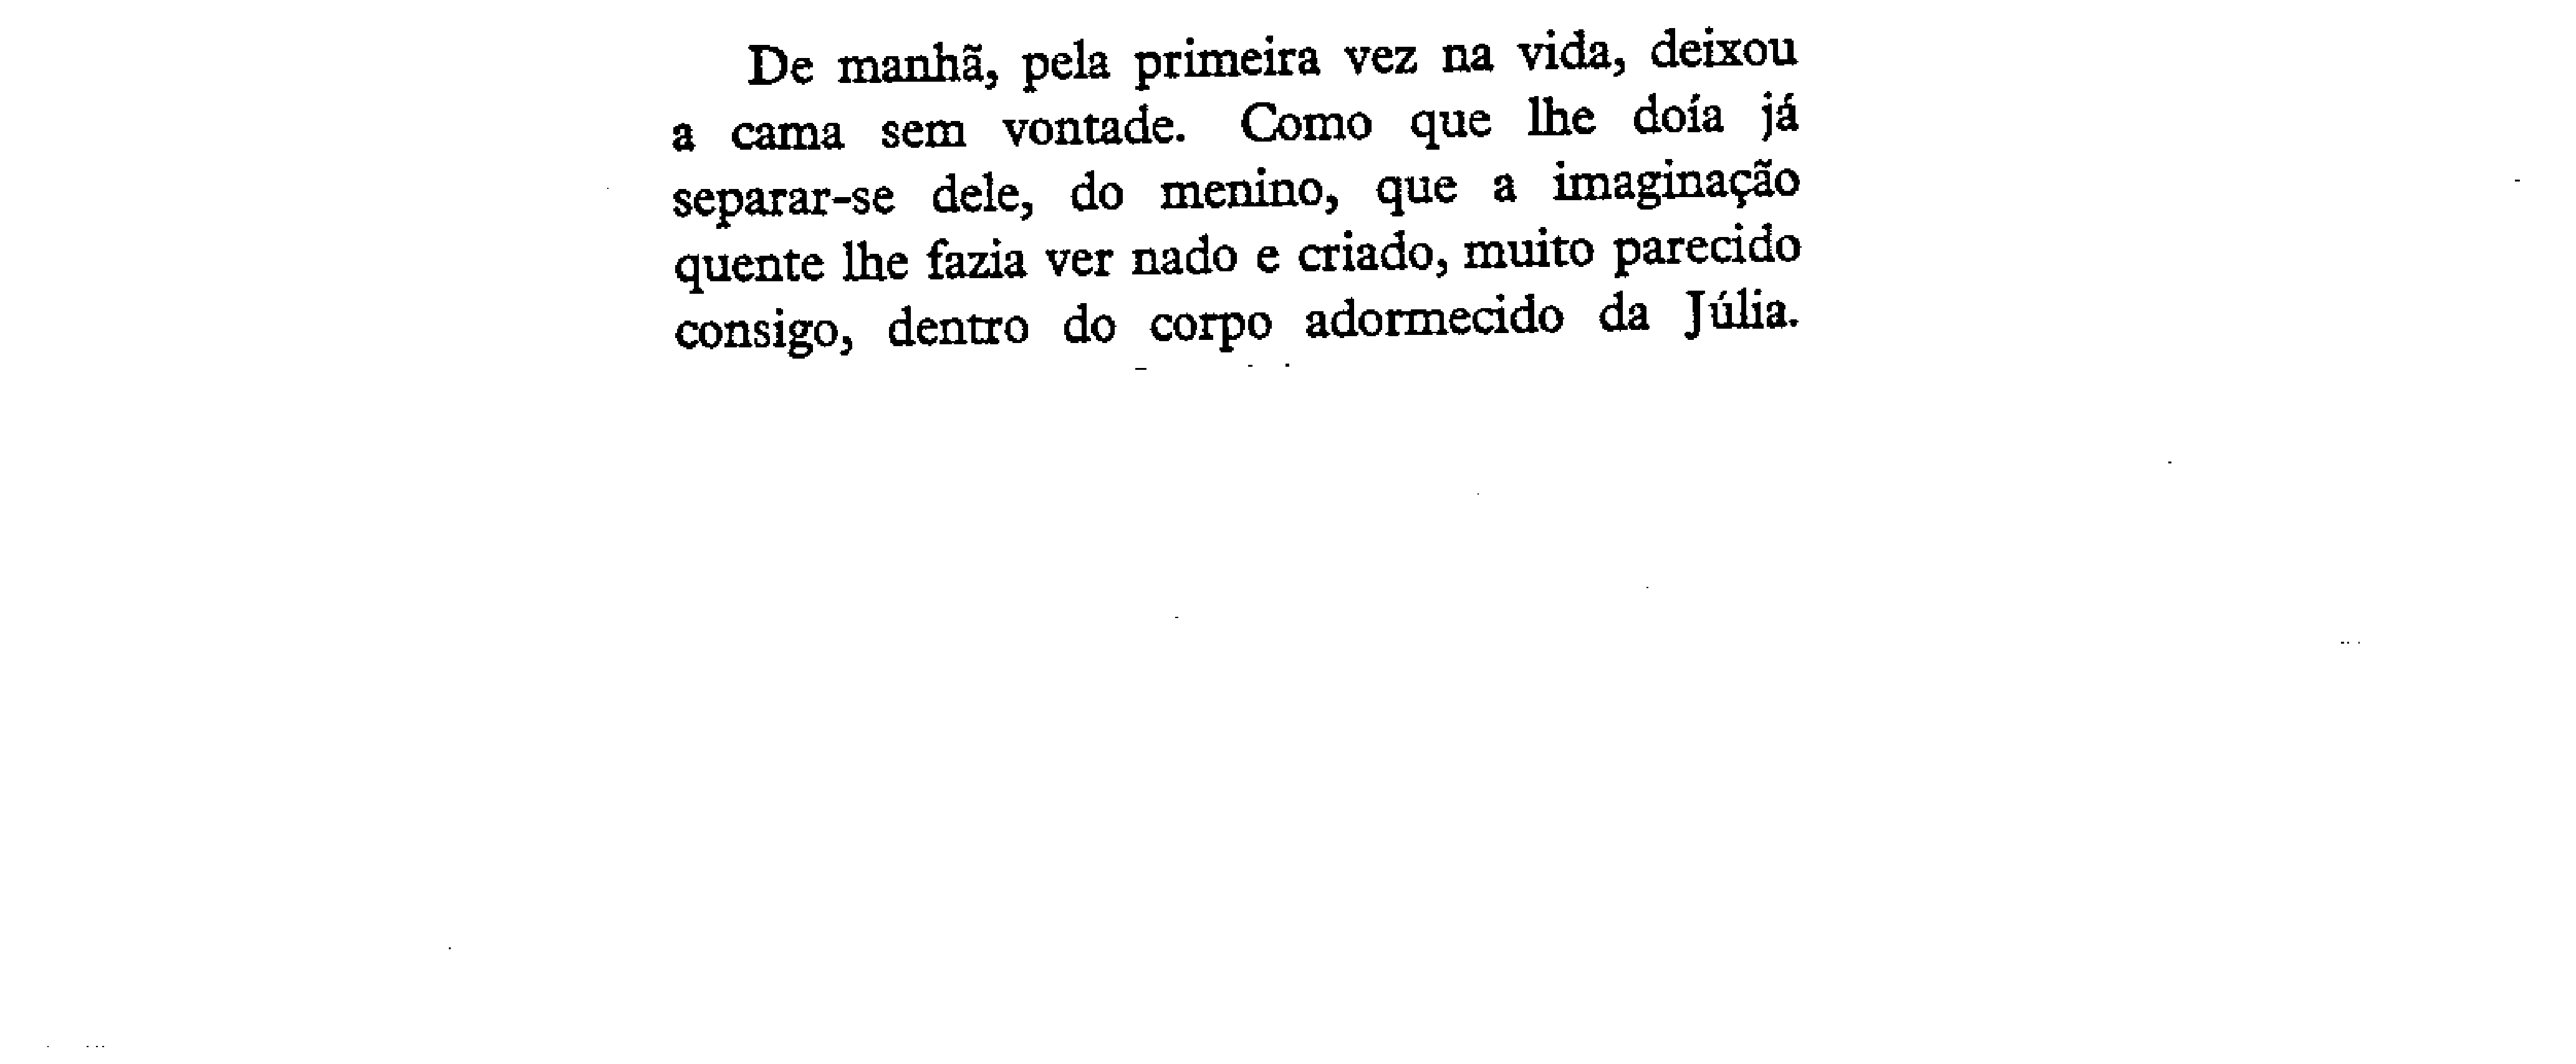 De manhã, pela primeira vez na vida, deixou
a cama sem vontade. Como que lhe doía já
separar-se dele, do menino, que a imaginação
quente lhe fazia ver nado e criado, muito parecido
consigo, dentro do corpo adormecido da Júlia.